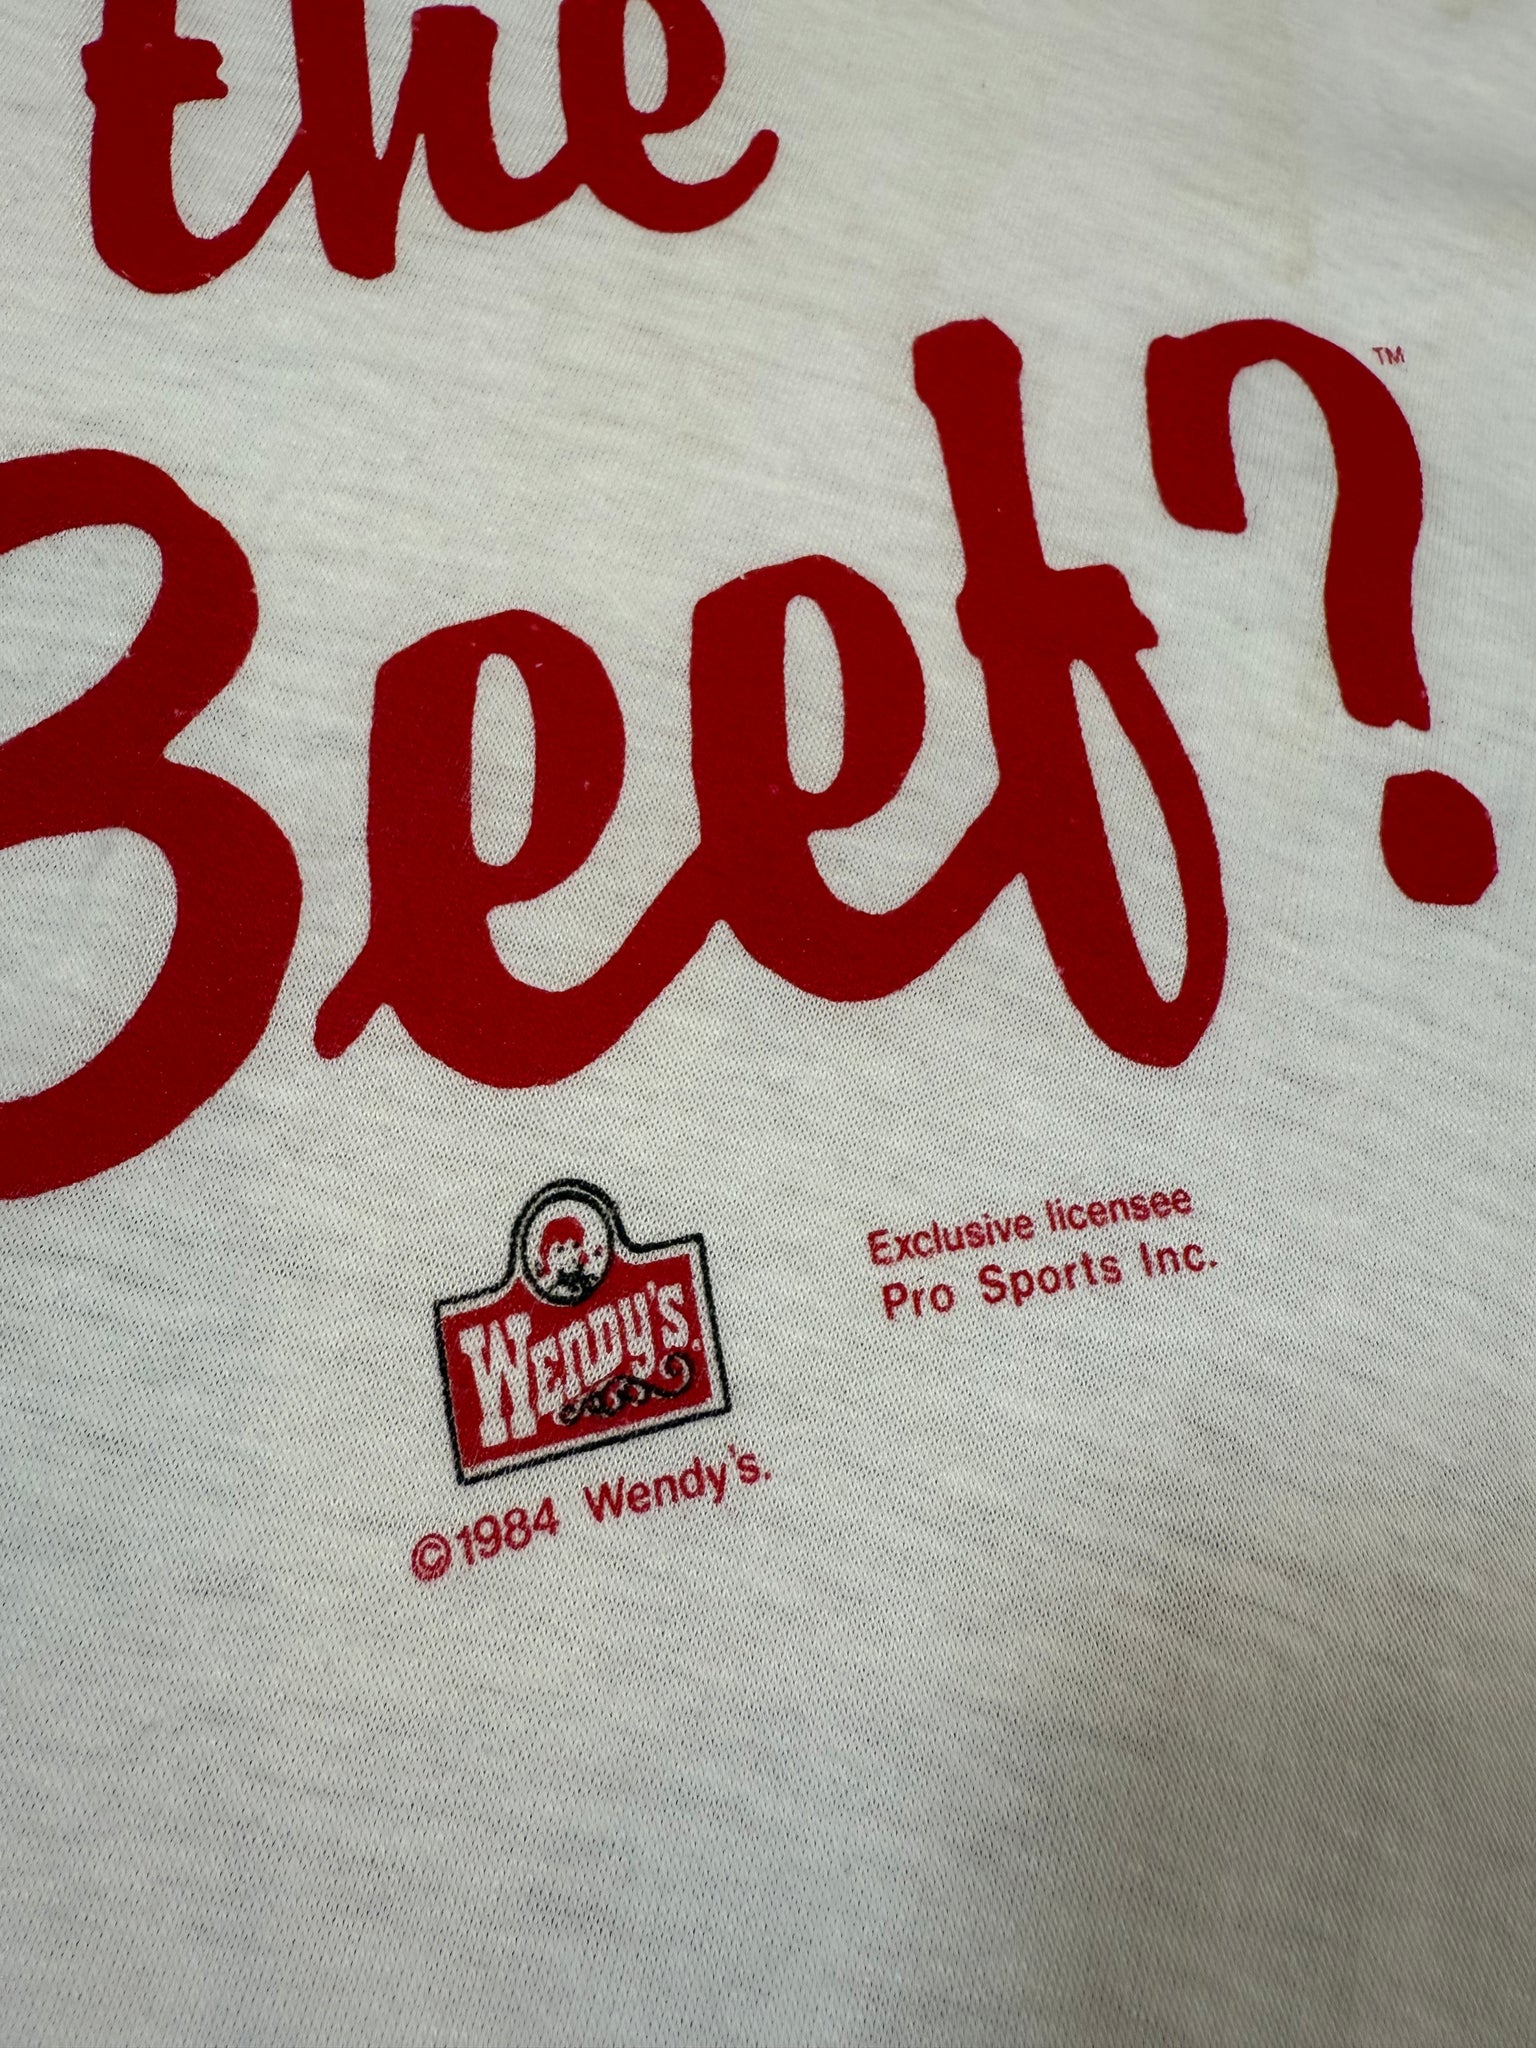 the
Beef?™
Wendy's
©1984 Wendy's.
Exclusive licensee
Pro Sports Inc.